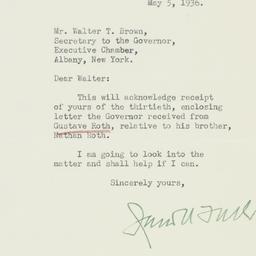 May 5, 1936.
Mr. Walter T. Brown,
Secretary to the Governor,
Executive Chamber,
Albany, New York.
Dear Walter:
This will acknowledge receipt
of yours of the thirtieth, enclosing
letter the Governor received from
Gustave Roth, relative to his brother,
Nathan Roth.
I am going to look into the
matter and shall help if I can.
Sincerely yours,